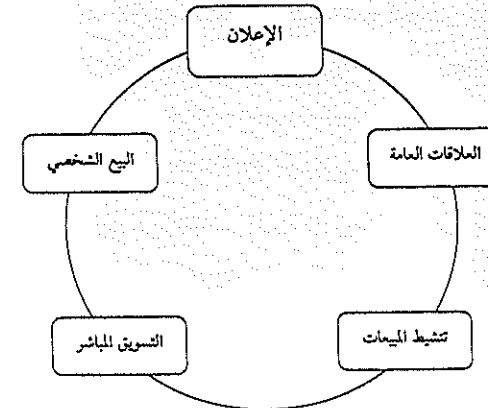 الإعلان
العلاقات العامة
البيع الشخصي
تنشيط المبيعات
التسويق المباشر